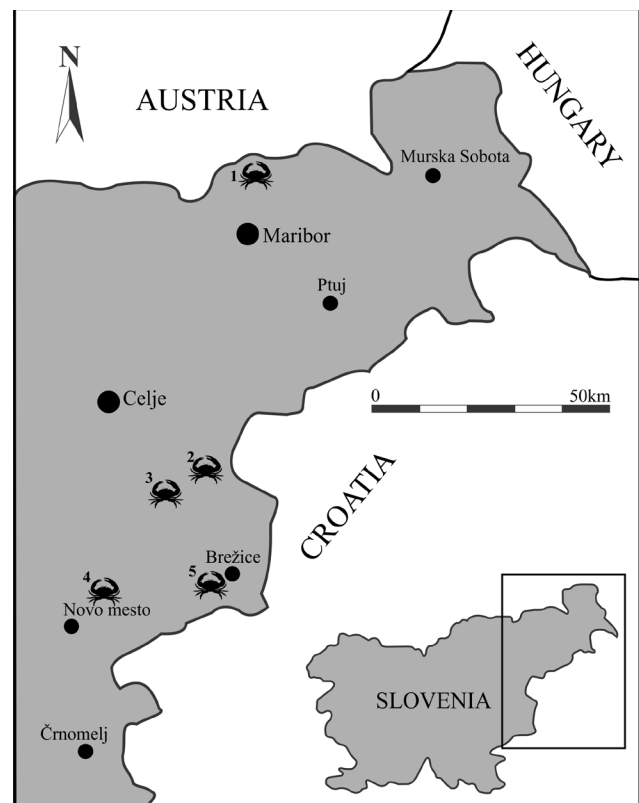 N
AUSTRIA
HUNGARY
1
Murska Sobota
Maribor
Ptuj
0 50km
Celje
2
3
CROATIA
Brežice
4
5
Novo mesto
SLOVENIA
Črnomelj